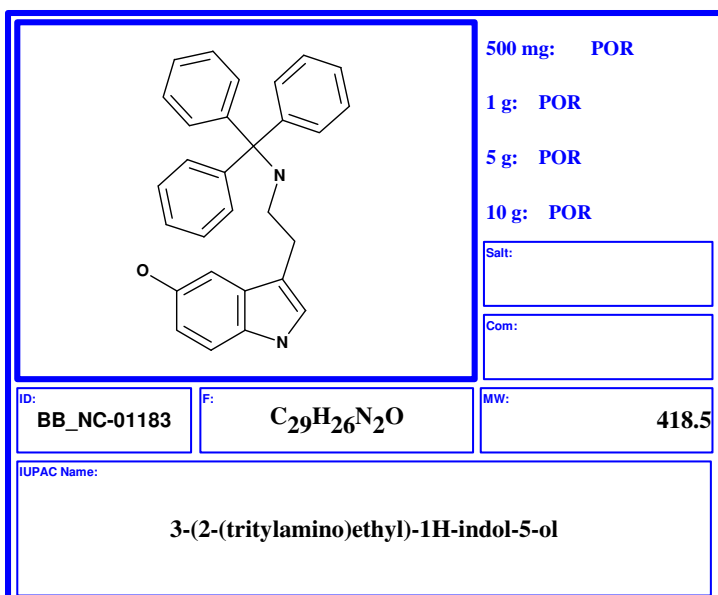 N
O
N
500 mg: POR
1 g: POR
5 g: POR
10 g: POR
Salt:
Com:
ID:
BB_NC-01183
F:
C29H26N2O
MW:
418.5
IUPAC Name:
3-(2-(tritylamino)ethyl)-1H-indol-5-ol